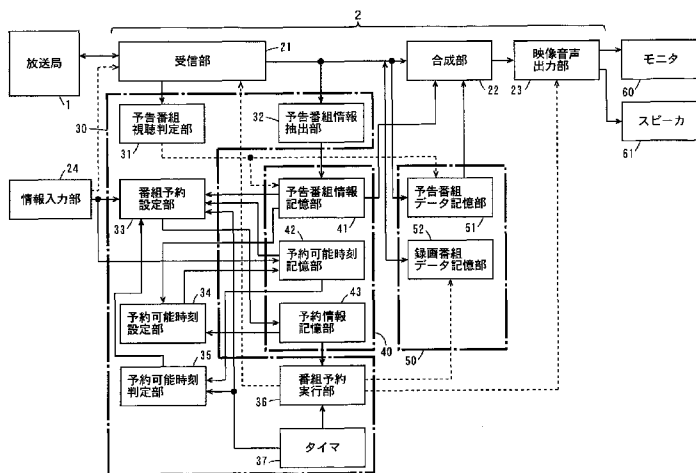 2
放送局
1
受信部
21
合成部
22
映像音声
出力部
23
モニタ
60
スピーカ
61
30
予告番組
視聴判定部
31
32
予告番組情報
抽出部
24
情報入力部
番組予約
設定部
33
予告番組情報
記憶部
41
予告番組
データ記憶部
51
42
予約可能時刻
記憶部
52
録画番組
データ記憶部
34
予約可能時刻
設定部
43
予約情報
記憶部
40
50
35
予約可能時刻
判定部
36
番組予約
実行部
タイマ
37